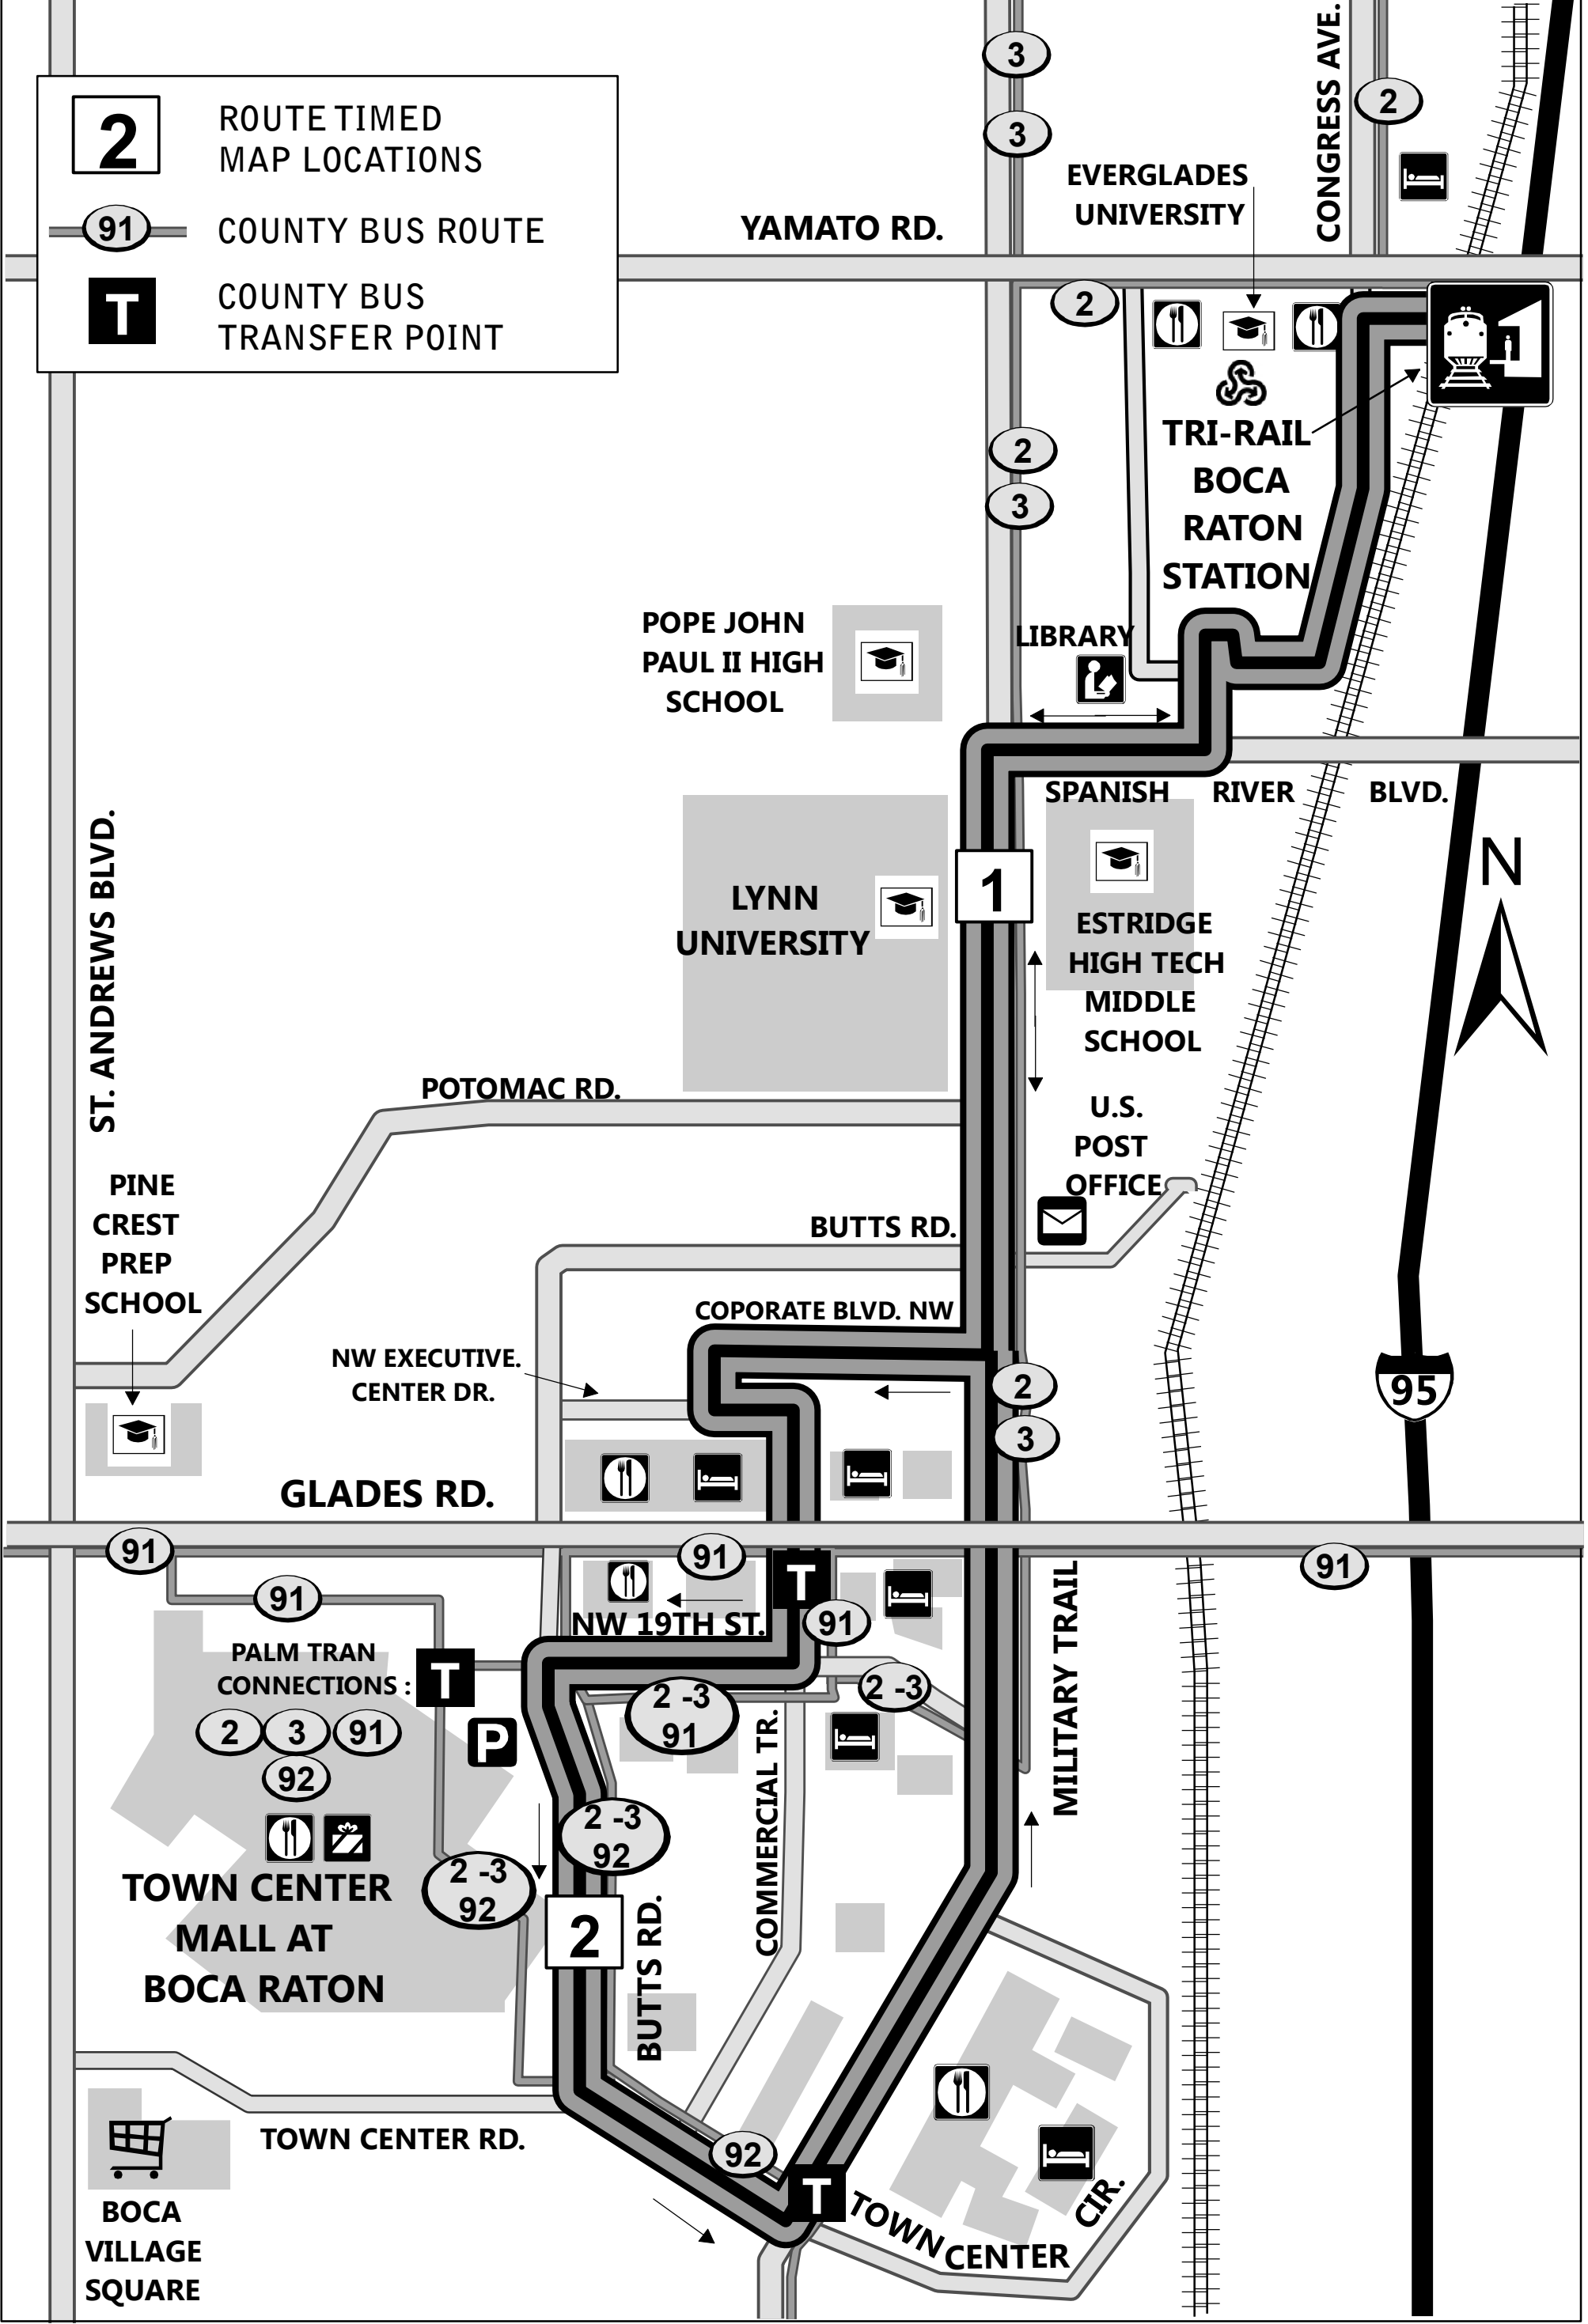 2
ROUTE TIMED
MAP LOCATIONS
91
COUNTY BUS ROUTE
T
COUNTY BUS
TRANSFER POINT
3
3
CONGRESS AVE.
2
EVERGLADES
UNIVERSITY
YAMATO RD.
2
TRI-RAIL
BOCA
RATON
STATION
2
3
POPE JOHN
PAUL II HIGH
SCHOOL
LIBRARY
SPANISH RIVER BLVD.
ST. ANDREWS BLVD.
LYNN
UNIVERSITY
1
ESTRIDGE
HIGH TECH
MIDDLE
SCHOOL
N
POTOMAC RD.
U.S.
POST
OFFICE
PINE
CREST
PREP
SCHOOL
BUTTS RD.
COPORATE BLVD. NW
NW EXECUTIVE.
CENTER DR.
2
3
95
GLADES RD.
91
91
91
91
T
NW 19TH ST.
91
MILITARY TRAIL
PALM TRAN
CONNECTIONS :
T
2
3
91
92
P
2 -3
91
2 -3
COMMERCIAL TR.
2 -3
92
2 -3
92
TOWN CENTER
MALL AT
BOCA RATON
2
BUTTS RD.
TOWN CENTER RD.
92
T
TOWN CENTER CIR.
BOCA
VILLAGE
SQUARE